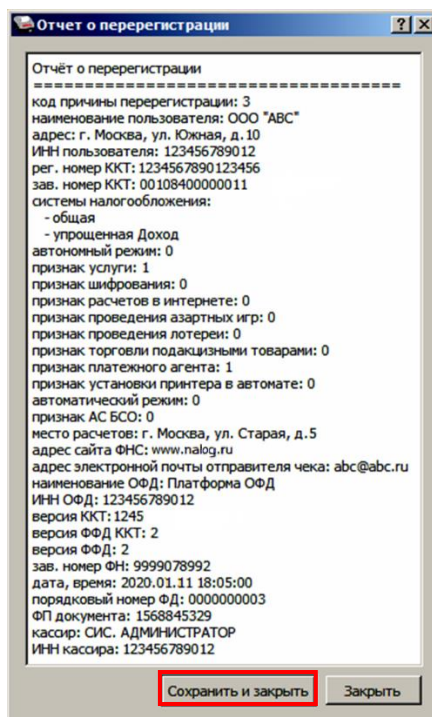 Отчет о перерегистрации
Отчёт о перерегистрации
=====================================
код причины перерегистрации: 3
наименование пользователя: ООО "АВС"
адрес: г. Москва, ул. Южная, д.10
ИНН пользователя: 123456789012
рег. номер ККТ: 1234567890123456
зав. номер ККТ: 00108400000011
системы налогообложения:
- общая
- упрощенная Доход
автономный режим: 0
признак услуги: 1
признак шифрования: 0
признак расчетов в интернете: 0
признак проведения азартных игр: 0
признак проведения лотереи: 0
признак торговли подакцизными товарами: 0
признак платежного агента: 1
признак установки принтера в автомате: 0
автоматический режим: 0
признак АС БСО: 0
место расчетов: г. Москва, ул. Старая, д.5
адрес сайта ФНС: www.nalog.ru
адрес электронной почты отправителя чека: abc@abc.ru
наименование ОФД: Платформа ОФД
ИНН ОФД: 123456789012
версия ККТ: 1245
версия ФФД ККТ: 2
версия ФФД: 2
зав. номер ФН: 9999078992
дата, время: 2020.01.11 18:05:00
порядковый номер ФД: 0000000003
ФП документа: 1568845329
кассир: СИС. АДМИНИСТРАТОР
ИНН кассира: 123456789012
Сохранить и закрыть Закрыть